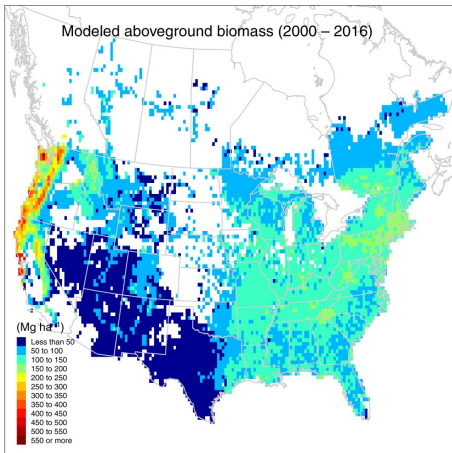 Modeled aboveground biomass (2000 – 2016)
(Mg ha⁻¹)
Less than 50
50 to 100
100 to 150
150 to 200
200 to 250
250 to 300
300 to 350
350 to 400
400 to 450
450 to 500
500 to 550
550 or more